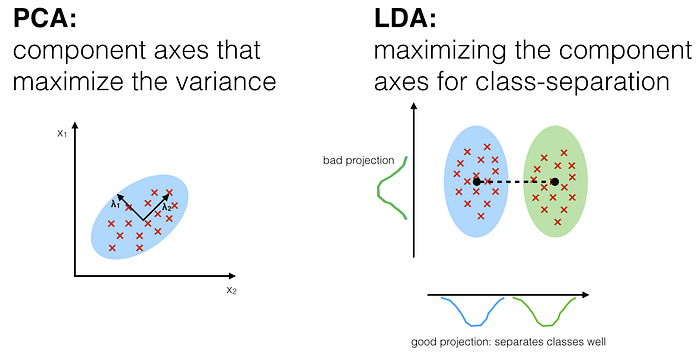 PCA:
component axes that
maximize the variance
x1
λ1
λ2
x2
LDA:
maximizing the component
axes for class-separation
bad projection
good projection: separates classes well